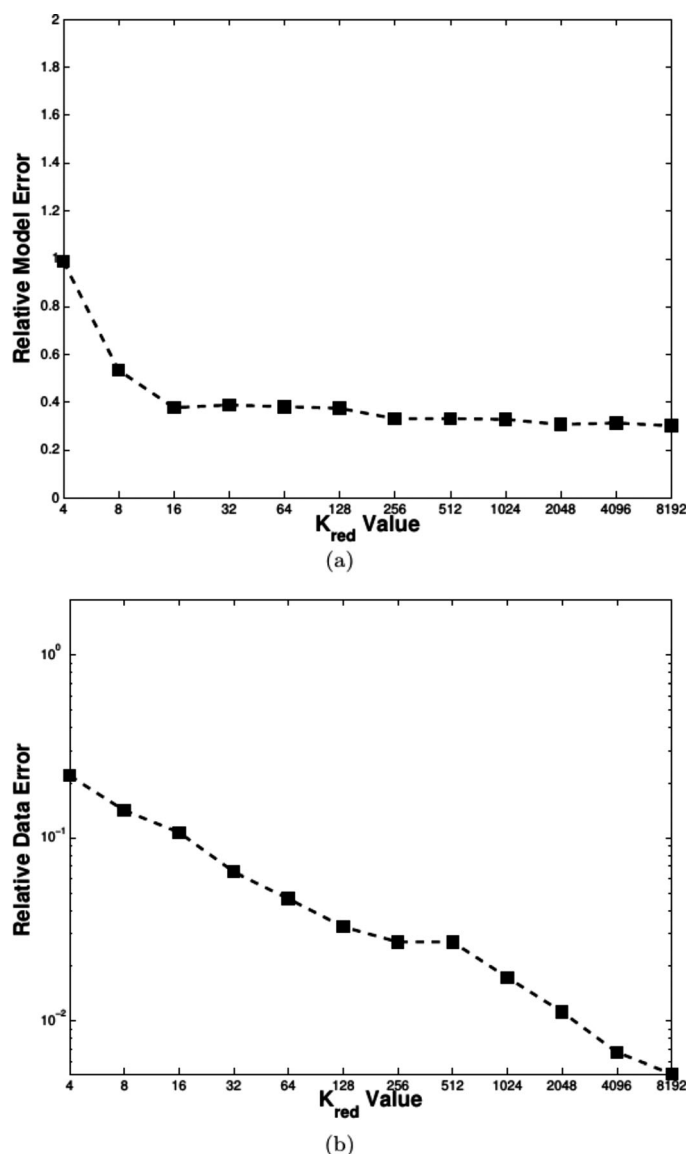 2
1.8
1.6
1.4
1.2
1
0.8
0.6
0.4
0.2
0
Relative Model Error
4 8 16 32 64 128 256 512 1024 2048 4096 8192
K_red Value
(a)
10^0
10^-1
10^-2
Relative Data Error
4 8 16 32 64 128 256 512 1024 2048 4096 8192
K_red Value
(b)